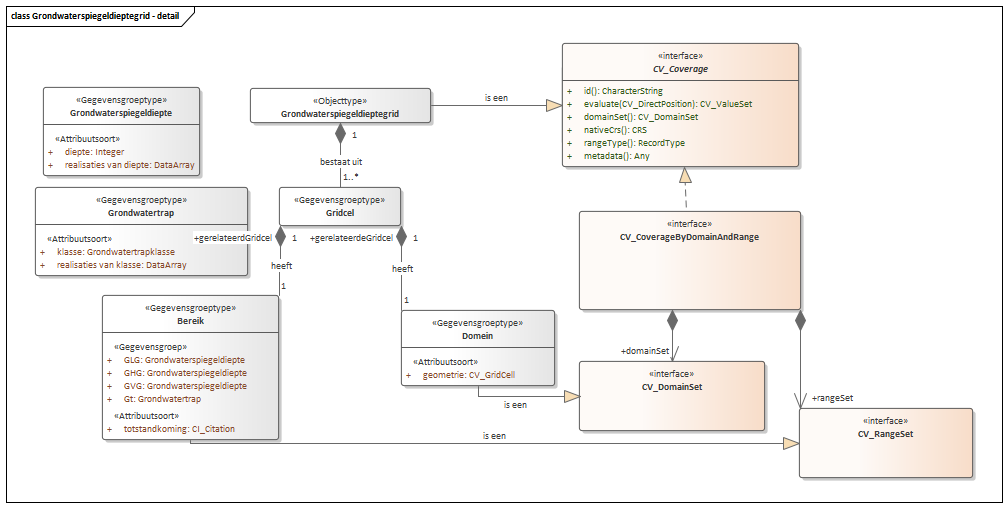 class Grondwaterspiegeldieptegrid - detail
«Gegevensgroeptype»
Grondwaterspiegeldiepte
«Attribuutsoort»
+ diepte: Integer
+ realisaties van diepte: DataArray
«Objecttype»
Grondwaterspiegeldieptegrid
is een
«interface»
CV_Coverage
+ id(): CharacterString
+ evaluate(CV_DirectPosition): CV_ValueSet
+ domainSet(): CV_DomainSet
+ nativeCrs(): CRS
+ rangeType(): RecordType
+ metadata(): Any
1
bestaat uit
1..*
«Gegevensgroeptype»
Grondwatertrap
«Attribuutsoort»
+ klasse: Grondwatertrapklasse
+ realisaties van klasse: DataArray
«Gegevensgroeptype»
Gridcel
+gerelateerdGridcel
1
heeft
1
+gerelateerdeGridcel
1
heeft
1
«interface»
CV_CoverageByDomainAndRange
«Gegevensgroeptype»
Bereik
«Gegevensgroep»
+ GLG: Grondwaterspiegeldiepte
+ GHG: Grondwaterspiegeldiepte
+ GVG: Grondwaterspiegeldiepte
+ Gt: Grondwatertrap
«Attribuutsoort»
+ totstandkoming: CI_Citation
«Gegevensgroeptype»
Domein
«Attribuutsoort»
+ geometrie: CV_GridCell
is een
+domainSet
«interface»
CV_DomainSet
+rangeSet
«interface»
CV_RangeSet
is een